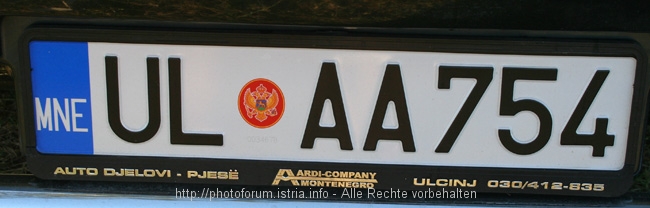 MNE UL AA754
AUTO DJELOVI - PJESË ARDI-COMPANY MONTENEGRO ULCINJ 030/412-835
http://photoforum.istria.info - Alle Rechte vorbehalten